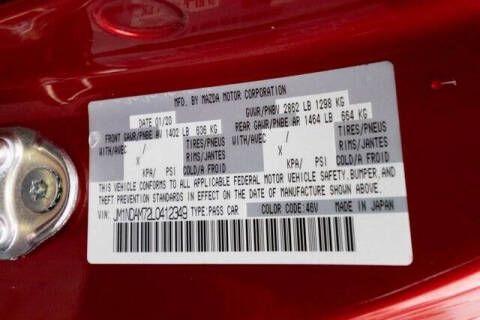 MFD. BY MAZDA MOTOR CORPORATION
DATE 01/20 GVWR/PNBV 2862 LB 1298 KG
FRONT GAWR/PNBE AV 1402 LB 636 KG REAR GAWR/PNBE AR 1464 LB 664 KG
WITH/AVEC / TIRES/PNEUS WITH/AVEC / TIRES/PNEUS
X RIMS/JANTES X RIMS/JANTES
KPA/ PSI COLD/A FROID KPA/ PSI COLD/A FROID
THIS VEHICLE CONFORMS TO ALL APPLICABLE FEDERAL MOTOR VEHICLE SAFETY, BUMPER, AND
THEFT PREVENTION STANDARDS IN EFFECT ON THE DATE OF MANUFACTURE SHOWN ABOVE.
VIN: JM1NDAM72L0412349 TYPE:PASS CAR COLOR CODE:46V MADE IN JAPAN